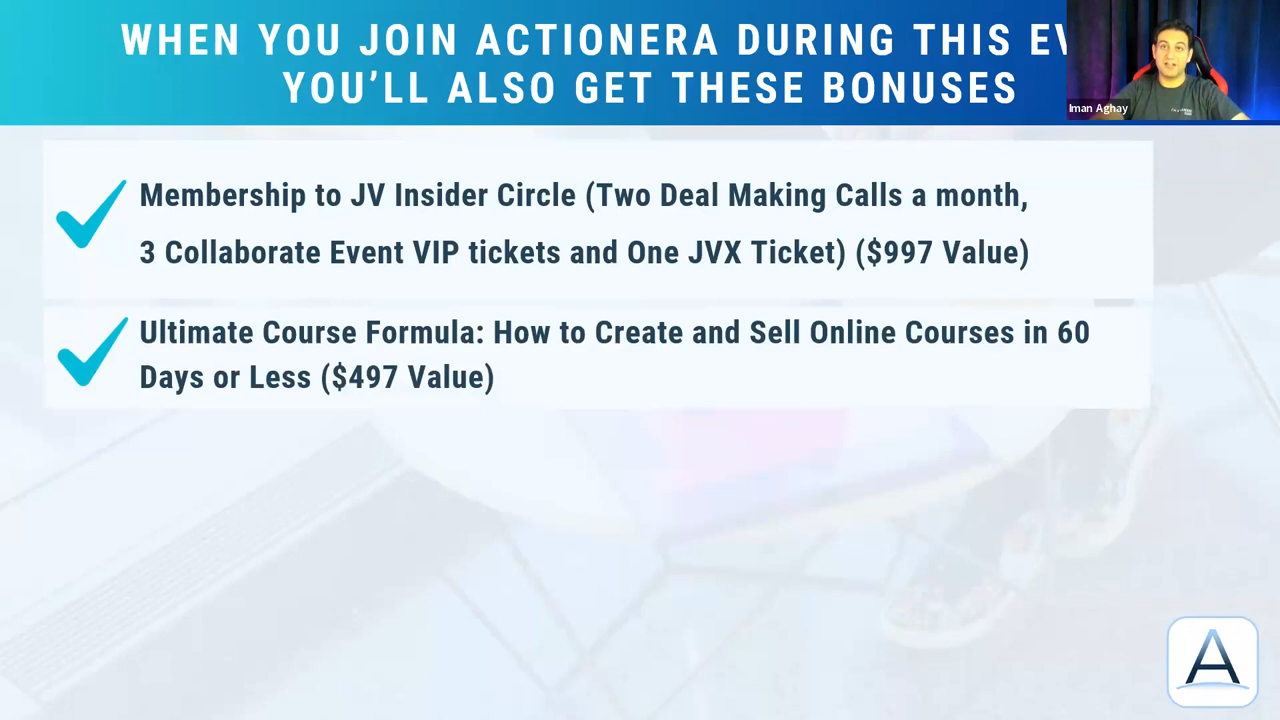 WHEN YOU JOIN ACTIONERA DURING THIS EV
YOU’LL ALSO GET THESE BONUSES
Iman Aghay
Membership to JV Insider Circle (Two Deal Making Calls a month,
3 Collaborate Event VIP tickets and One JVX Ticket) ($997 Value)
Ultimate Course Formula: How to Create and Sell Online Courses in 60
Days or Less ($497 Value)
A